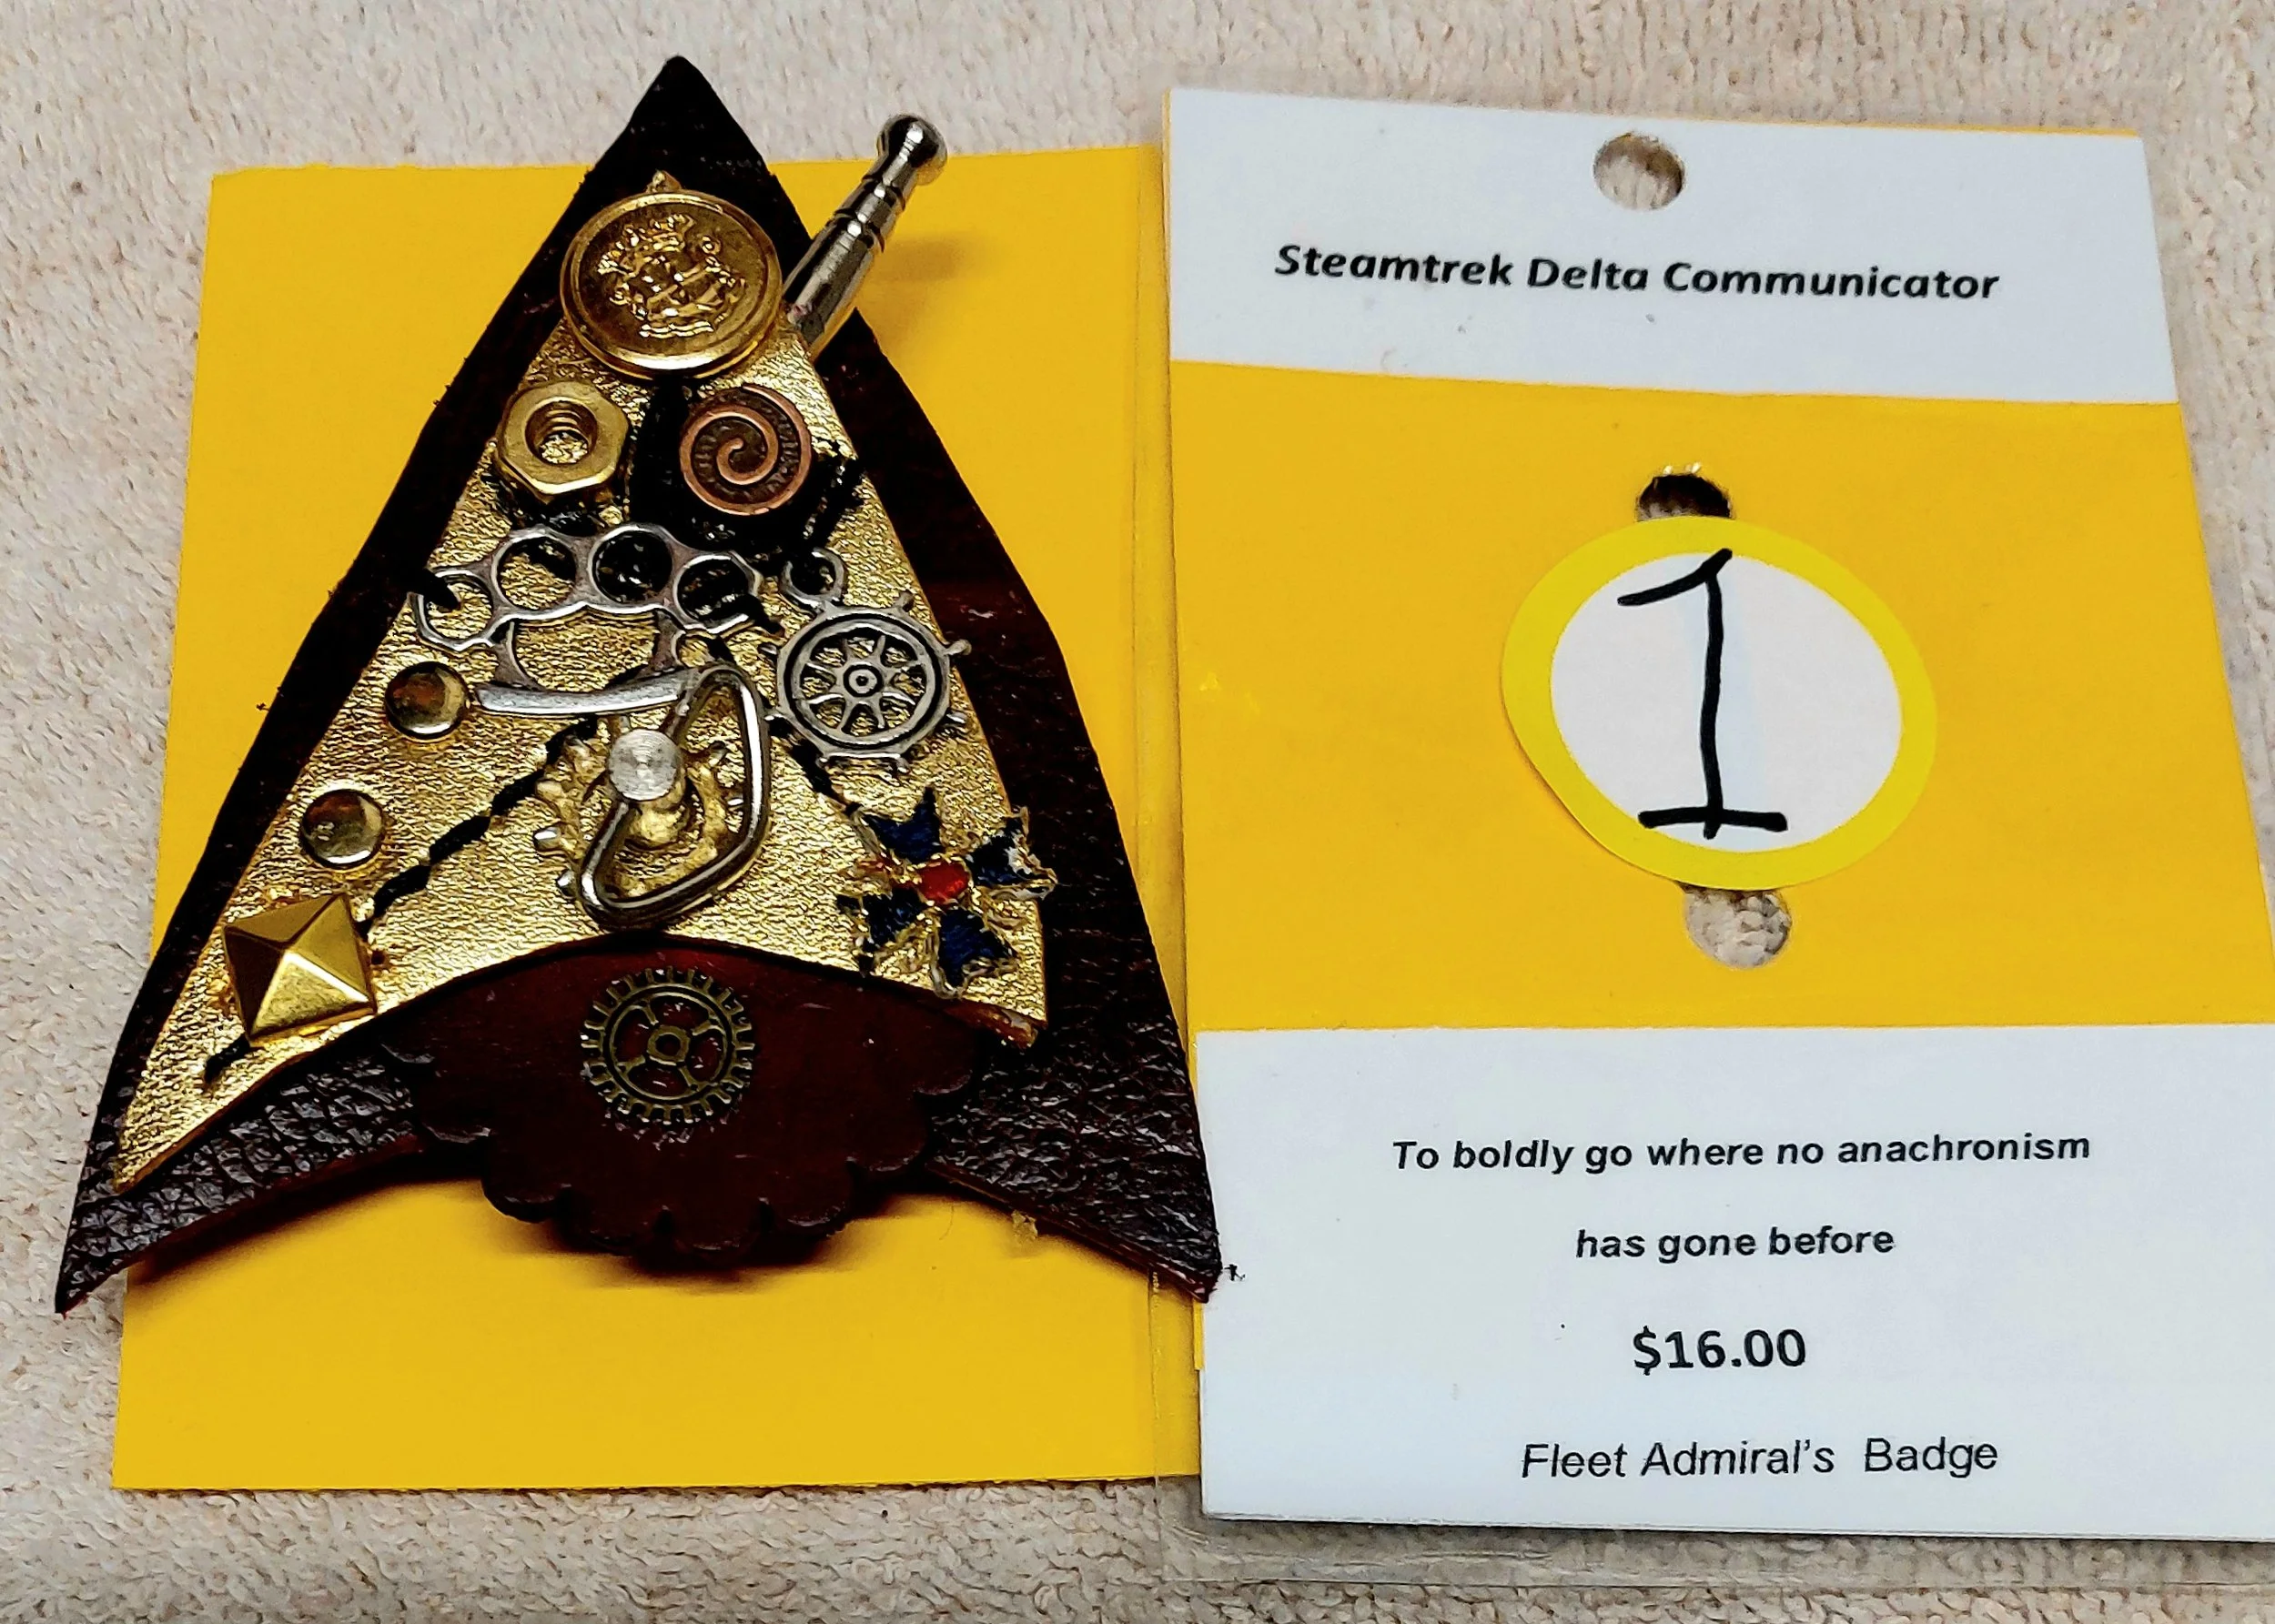 Steamtrek Delta Communicator
1
To boldly go where no anachronism
has gone before
$16.00
Fleet Admiral's Badge